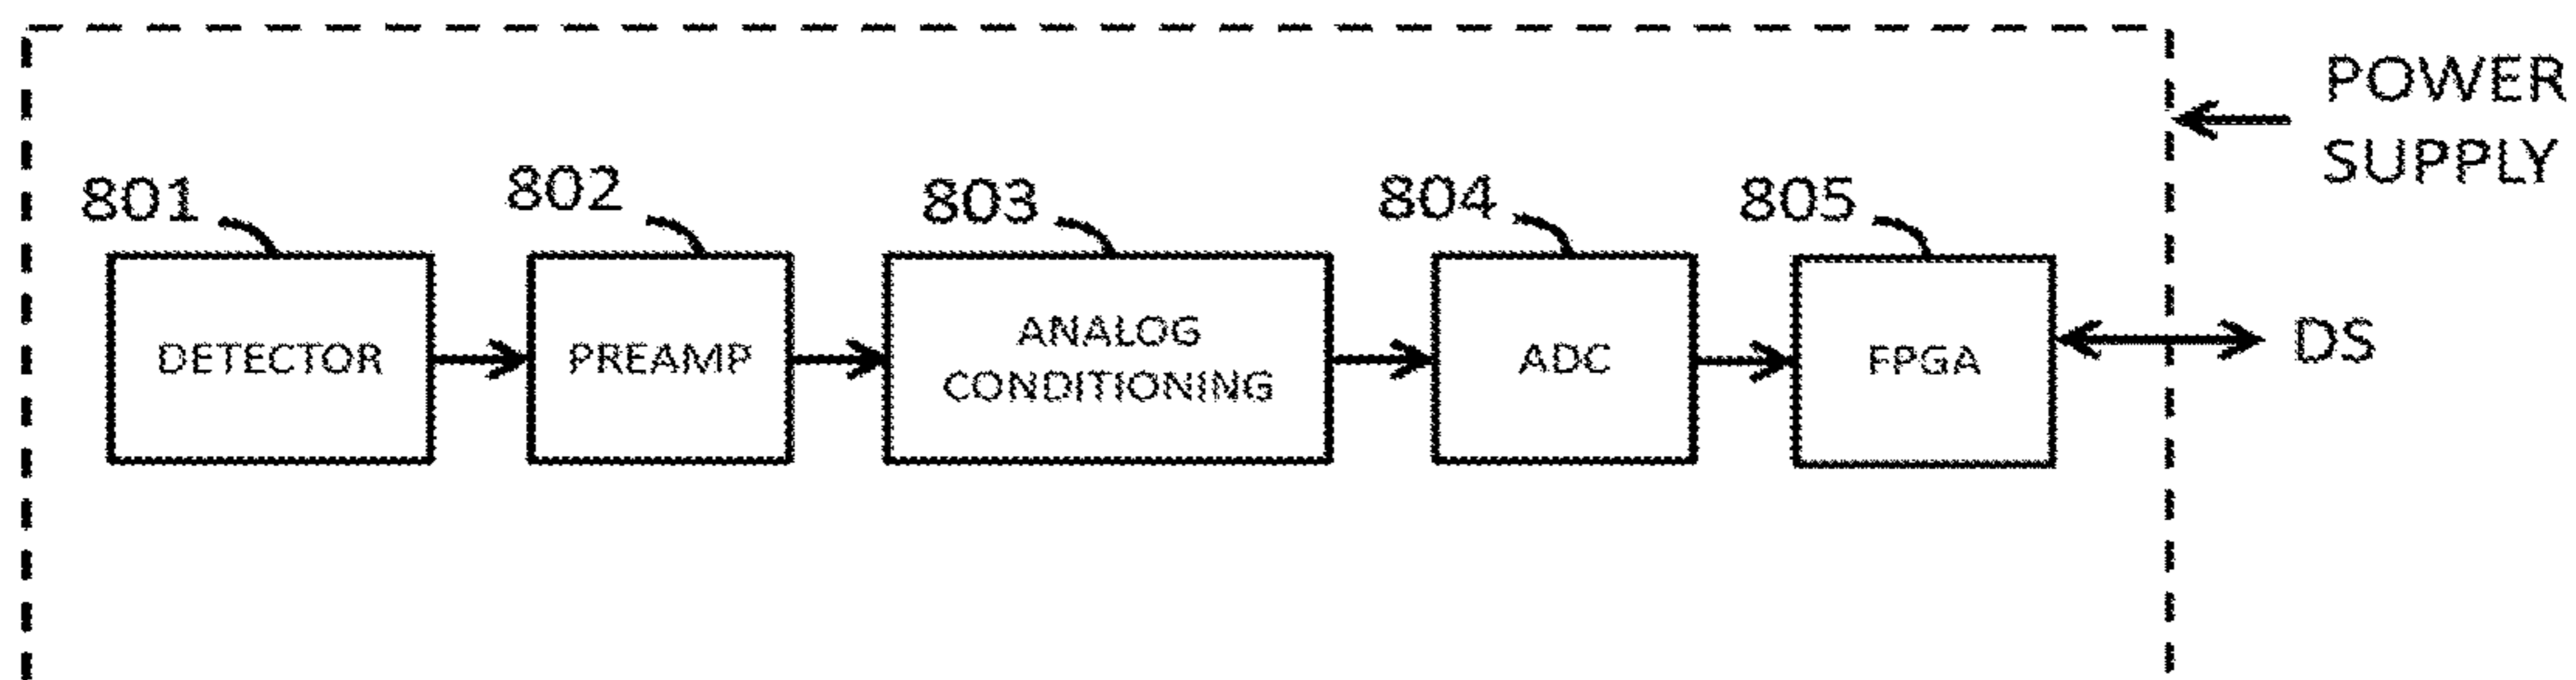 POWER
SUPPLY
801
802
803
804
805
DETECTOR
PREAMP
ANALOG
CONDITIONING
ADC
FPGA
DS